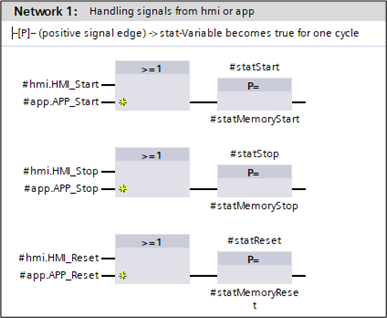 Network 1: Handling signals from hmi or app
–[P]– (positive signal edge) -> stat-Variable becomes true for one cycle
>=1
#statStart
#hmi.HMI_Start
P=
#app.APP_Start
#statMemoryStart
>=1
#statStop
#hmi.HMI_Stop
P=
#app.APP_Stop
#statMemoryStop
>=1
#statReset
#hmi.HMI_Reset
P=
#app.APP_Reset
#statMemoryRese
t